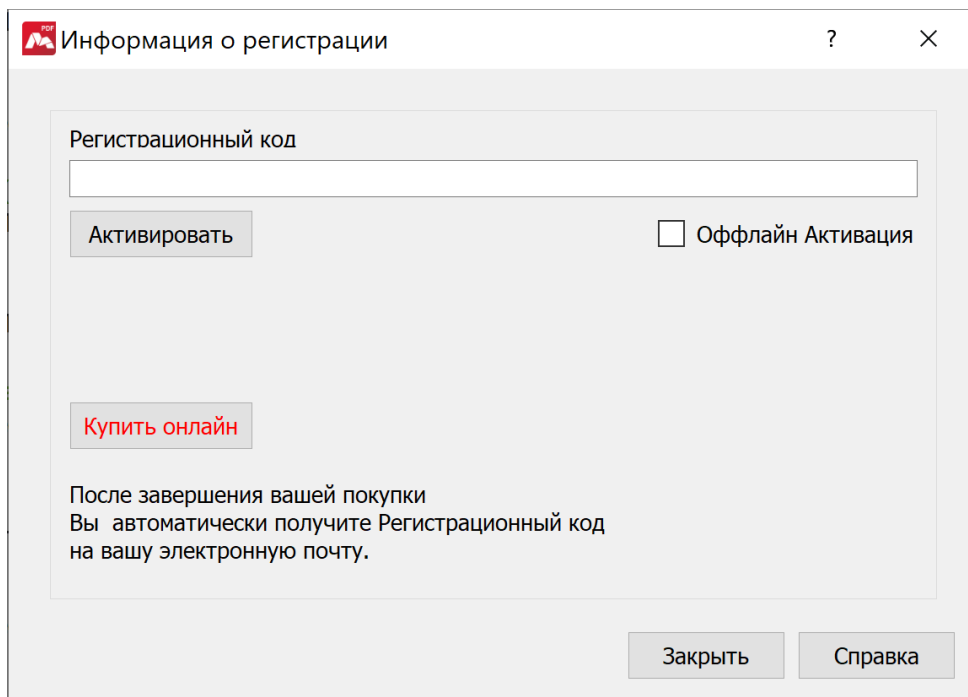 PDF
Информация о регистрации
?
Регистрационный код
Активировать
Оффлайн Активация
Купить онлайн
После завершения вашей покупки
Вы автоматически получите Регистрационный код
на вашу электронную почту.
Закрыть
Справка